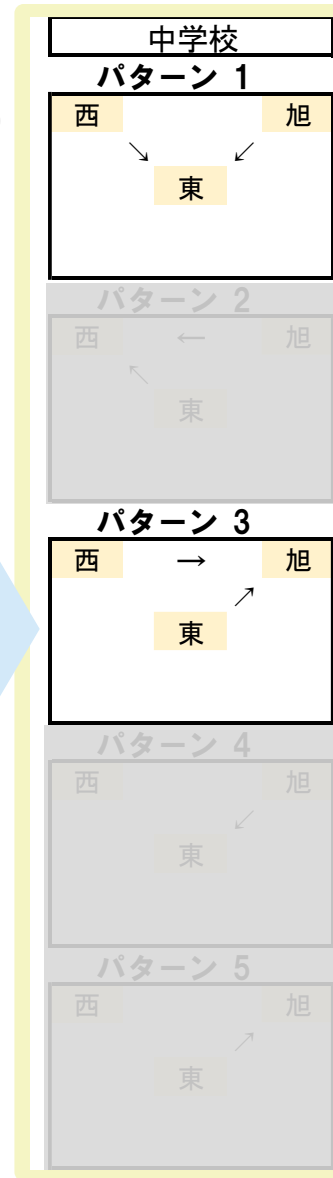 中学校
パターン 1
西 旭
↘ ↙
東
パターン 2
西 ← 旭
↖
東
パターン 3
西 → 旭
↗
東
パターン 4
西 旭
↙
東
パターン 5
西 旭
↗
東